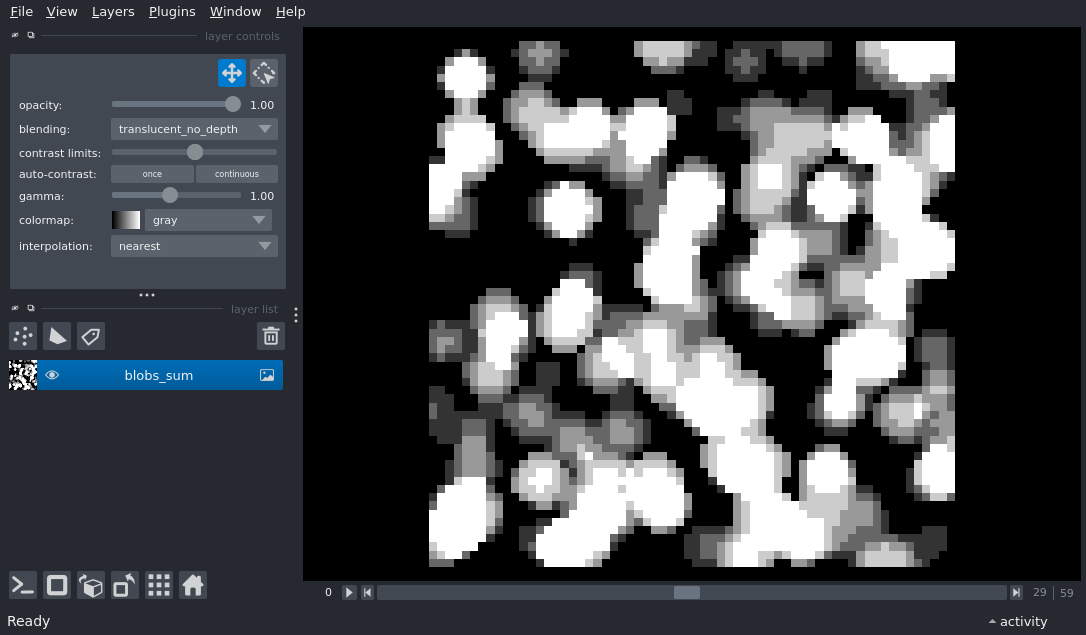 File View Layers Plugins Window Help
layer controls
opacity: 1.00
blending: translucent_no_depth
contrast limits:
auto-contrast: once continuous
gamma: 1.00
colormap: gray
interpolation: nearest
layer list
blobs_sum
0 29 59
Ready activity